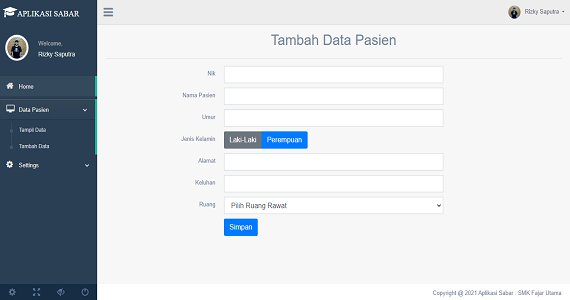 APLIKASI SABAR
Welcome,
Rizky Saputra
Home
Data Pasien
Tampil Data
Tambah Data
Settings
Rizky Saputra
Tambah Data Pasien
Nik
Nama Pasien
Umur
Jenis Kelamin
Laki-Laki Perempuan
Alamat
Keluhan
Ruang
Pilih Ruang Rawat
Simpan
Copyright @ 2021 Aplikasi Sabar : SMK Fajar Utama